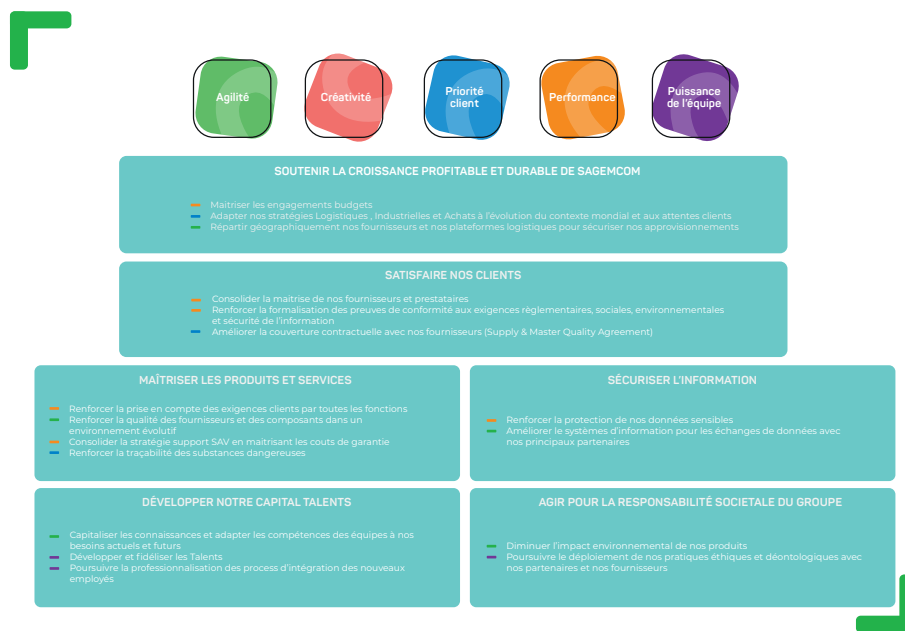 Agilité
Créativité
Priorité
client
Performance
Puissance
de l'équipe
SOUTENIR LA CROISSANCE PROFITABLE ET DURABLE DE SAGEMCOM
Maitriser les engagements budgets
Adapter nos stratégies Logistiques , Industrielles et Achats à l'évolution du contexte mondial et aux attentes clients
Répartir géographiquement nos fournisseurs et nos plateformes logistiques pour sécuriser nos approvisionnements
SATISFAIRE NOS CLIENTS
Consolider la maitrise de nos fournisseurs et prestataires
Renforcer la formalisation des preuves de conformité aux exigences règlementaires, sociales, environnementales
et sécurité de l'information
Améliorer la couverture contractuelle avec nos fournisseurs (Supply & Master Quality Agreement)
MAÎTRISER LES PRODUITS ET SERVICES
Renforcer la prise en compte des exigences clients par toutes les fonctions
Renforcer la qualité des fournisseurs et des composants dans un
environnement évolutif
Consolider la stratégie support SAV en maitrisant les couts de garantie
Renforcer la traçabilité des substances dangereuses
SÉCURISER L'INFORMATION
Renforcer la protection de nos données sensibles
Améliorer le systèmes d'information pour les échanges de données avec
nos principaux partenaires
DÉVELOPPER NOTRE CAPITAL TALENTS
Capitaliser les connaissances et adapter les compétences des équipes à nos
besoins actuels et futurs
Développer et fidéliser les Talents
Poursuivre la professionnalisation des process d'intégration des nouveaux
employés
AGIR POUR LA RESPONSABILITÉ SOCIETALE DU GROUPE
Diminuer l'impact environnemental de nos produits
Poursuivre le déploiement de nos pratiques éthiques et déontologiques avec
nos partenaires et nos fournisseurs